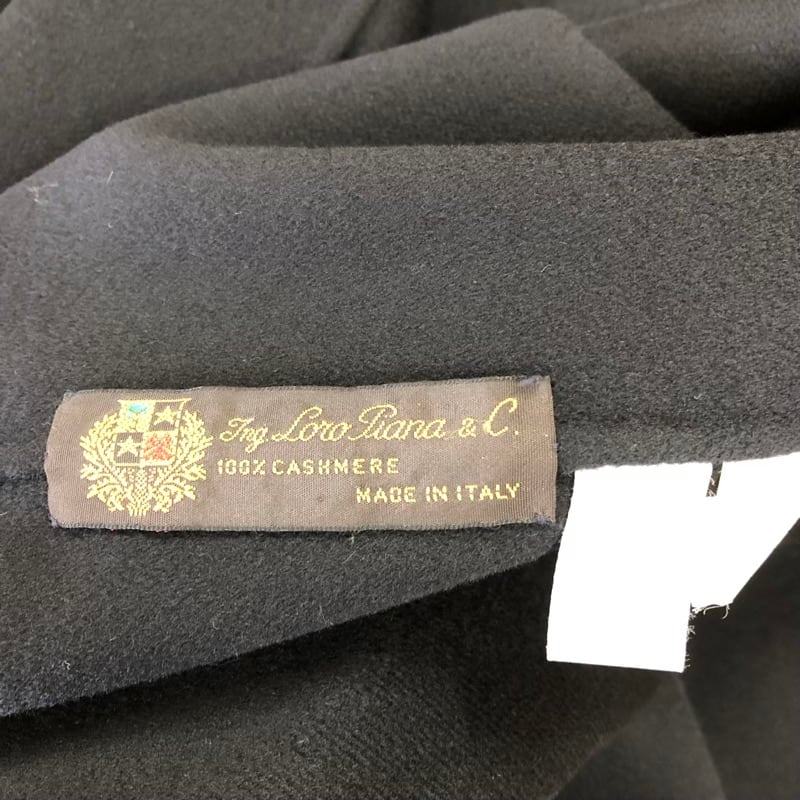 Ing. Loro Piana & C.
100% CASHMERE
MADE IN ITALY